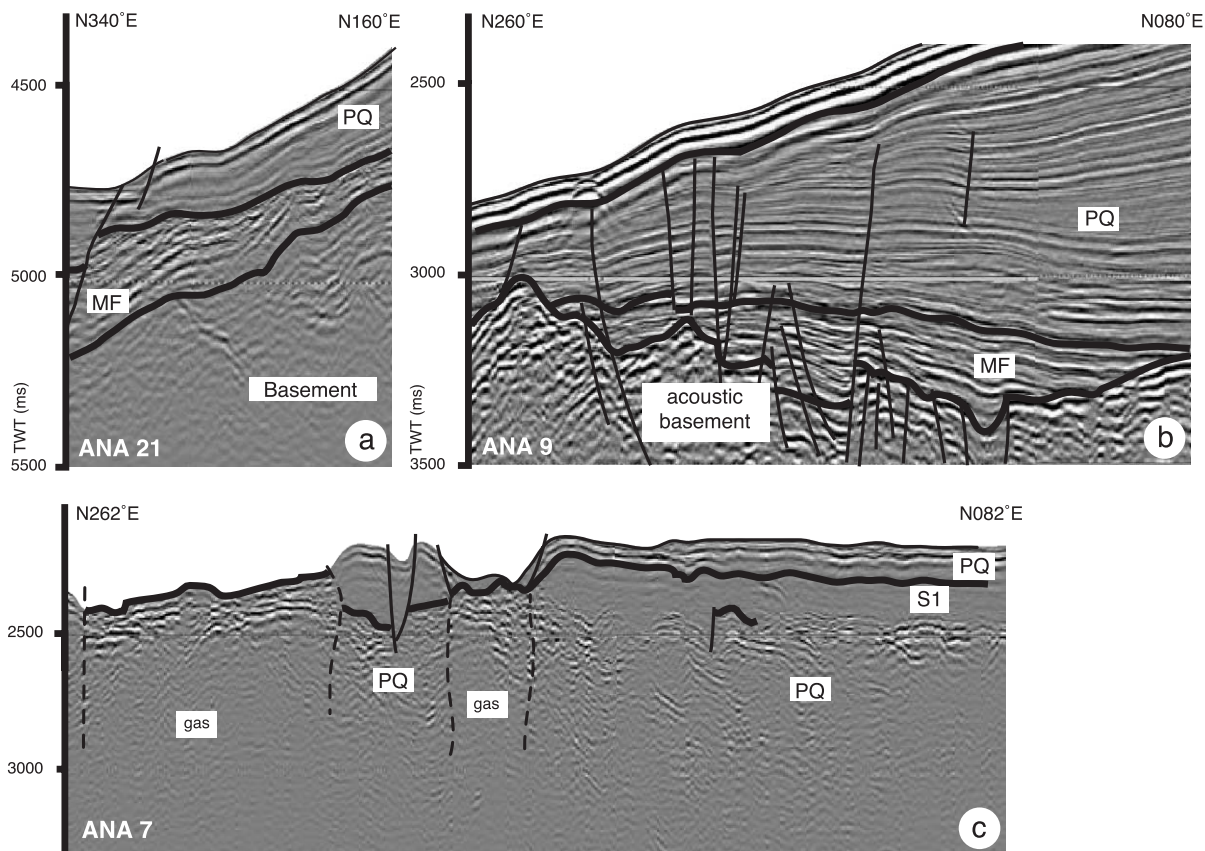 N340°E
N160°E
4500
PQ
5000
MF
Basement
TWT (ms)
5500
ANA 21
a
N260°E
N080°E
2500
3000
PQ
MF
acoustic
basement
TWT (ms)
3500
ANA 9
b
N262°E
N082°E
PQ
S1
2500
PQ
gas
gas
PQ
3000
ANA 7
c